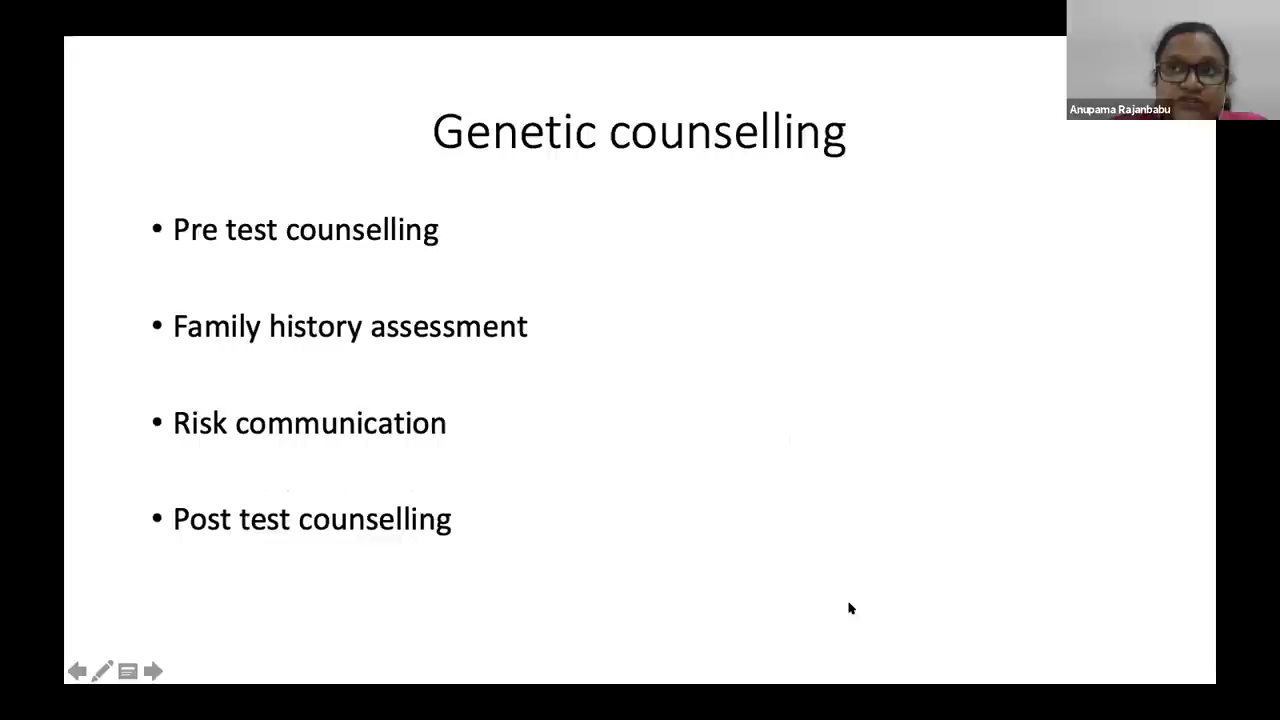 Genetic counselling
• Pre test counselling
• Family history assessment
• Risk communication
• Post test counselling
Anupama Rajanbabu